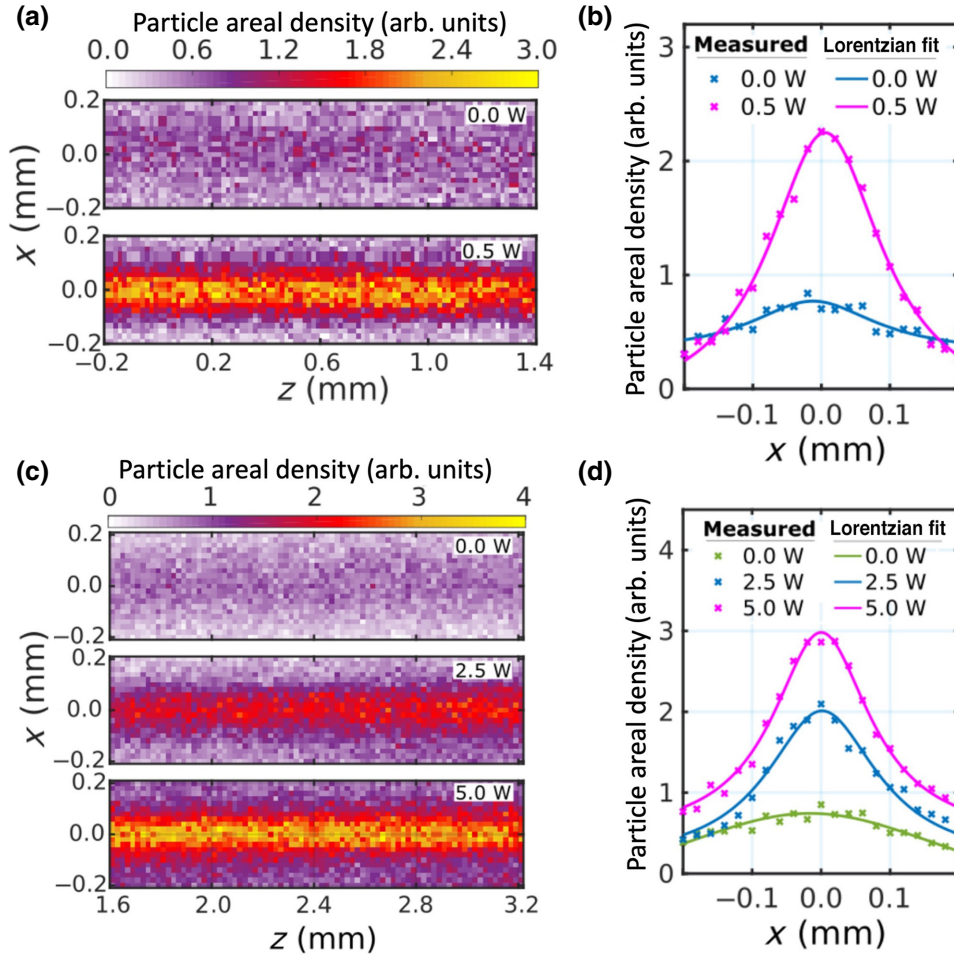 (a)
Particle areal density (arb. units)
0.0 0.6 1.2 1.8 2.4 3.0
0.2
0.0
−0.2
0.0 W
0.2
0.0
−0.2
0.5 W
x (mm)
−0.2 0.2 0.6 1.0 1.4
z (mm)
(b)
Particle areal density (arb. units)
3
2
1
0
Measured Lorentzian fit
0.0 W 0.0 W
0.5 W 0.5 W
−0.1 0.0 0.1
x (mm)
(c)
Particle areal density (arb. units)
0 1 2 3 4
0.2
0.0
−0.2
0.0 W
0.2
0.0
−0.2
2.5 W
0.2
0.0
−0.2
5.0 W
x (mm)
1.6 2.0 2.4 2.8 3.2
z (mm)
(d)
Particle areal density (arb. units)
4
3
2
1
0
Measured Lorentzian fit
0.0 W 0.0 W
2.5 W 2.5 W
5.0 W 5.0 W
−0.1 0.0 0.1
x (mm)